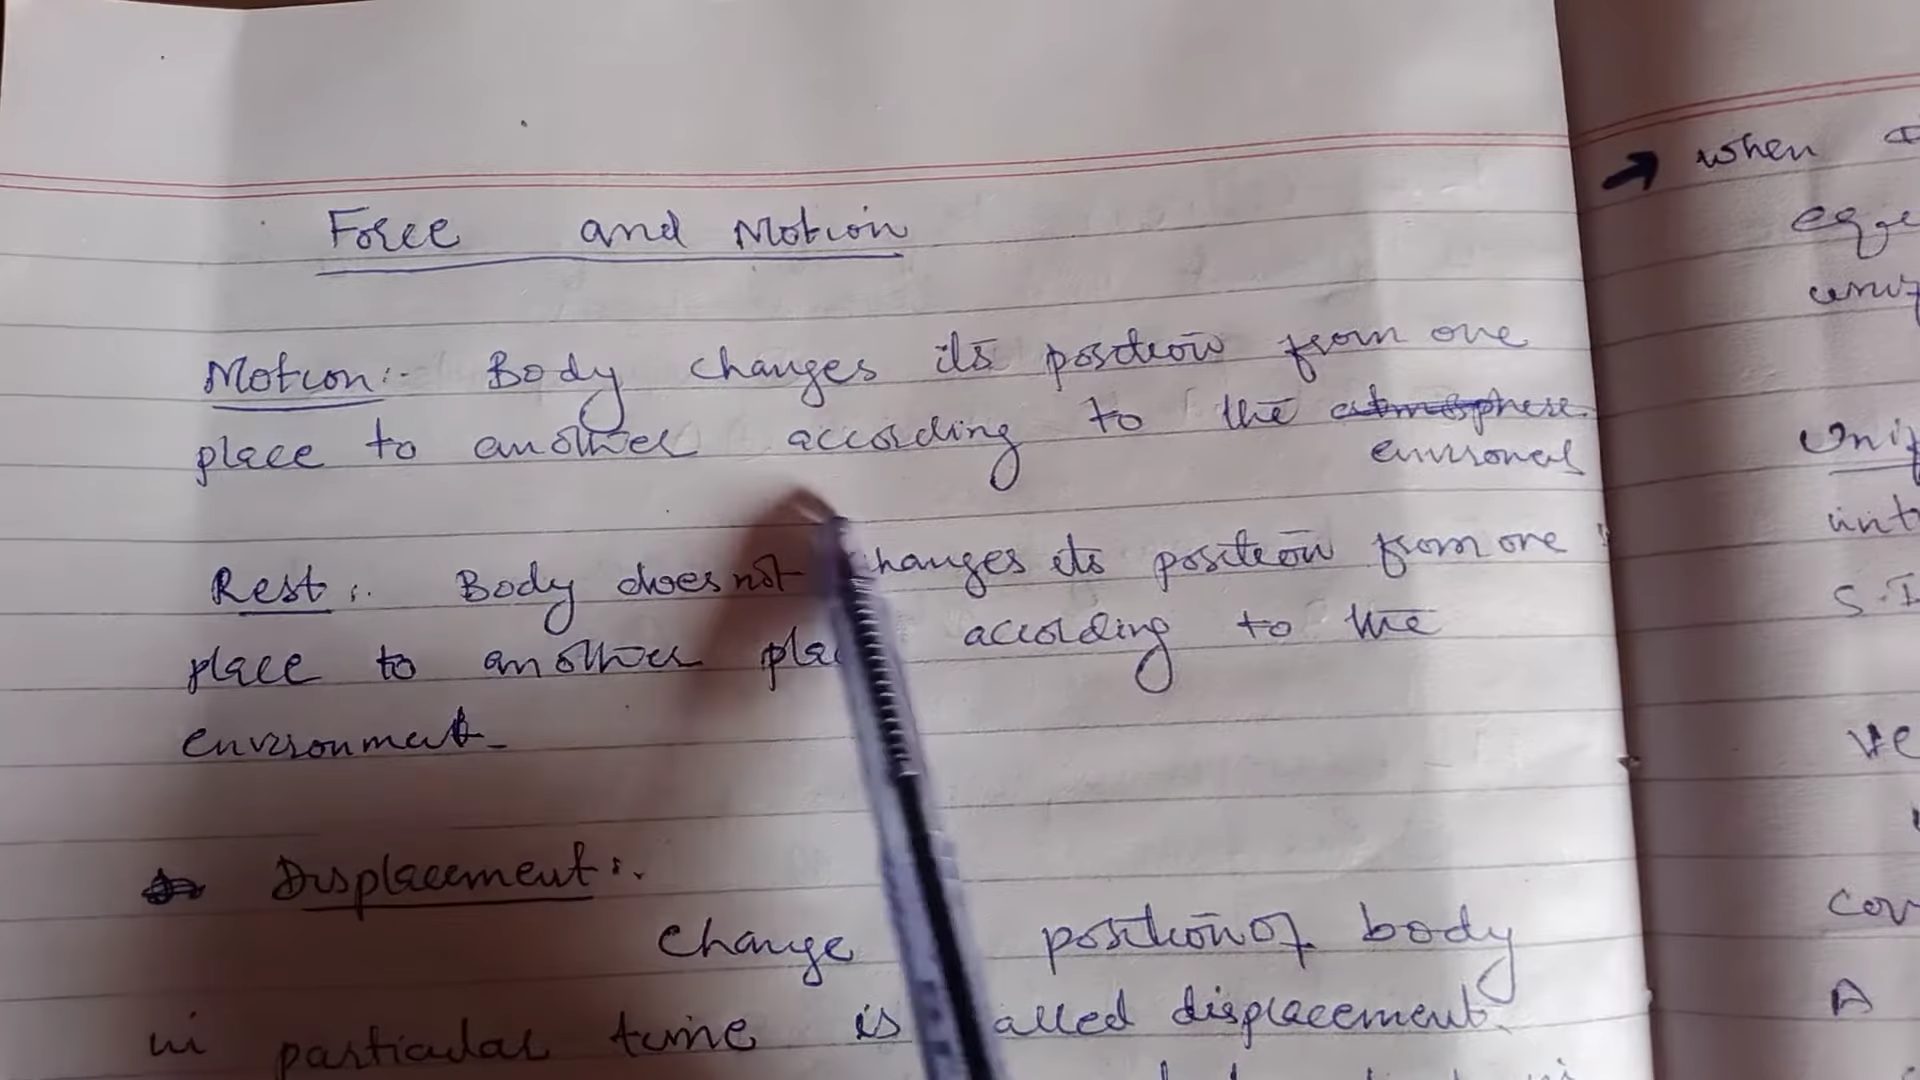 Force and Motion
Motion:- Body changes its position from one
place to another according to the atmosphere
environal
Rest:. Body does not changes its position from one
place to another according to the
environment
Displacement:.
Change position of body
in particular time is called displacement
when
S.I
A